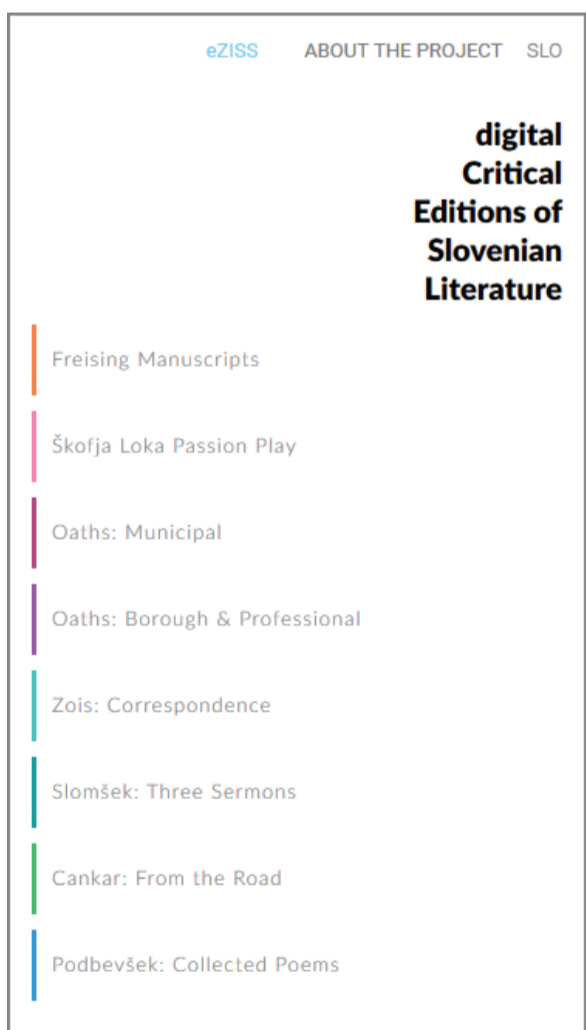 eZISS ABOUT THE PROJECT SLO
digital
Critical
Editions of
Slovenian
Literature
Freising Manuscripts
Škofja Loka Passion Play
Oaths: Municipal
Oaths: Borough & Professional
Zois: Correspondence
Slomšek: Three Sermons
Cankar: From the Road
Podbevšek: Collected Poems